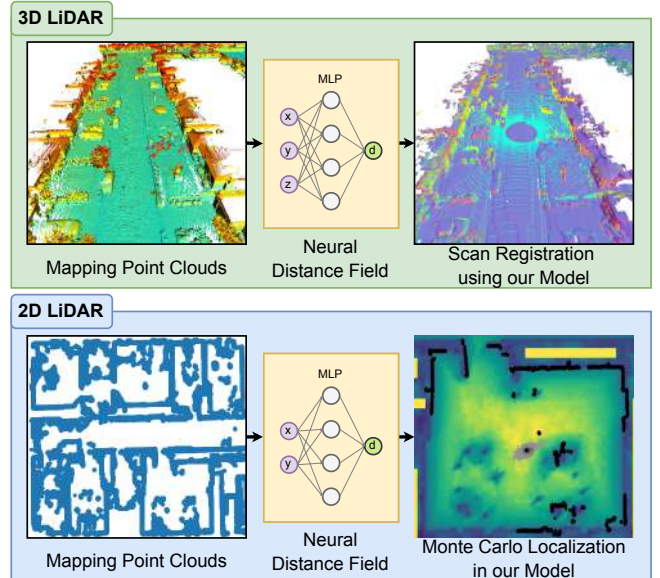 3D LiDAR
MLP
x
y
z
d
Mapping Point Clouds
Neural
Distance Field
Scan Registration
using our Model
2D LiDAR
MLP
x
y
d
Mapping Point Clouds
Neural
Distance Field
Monte Carlo Localization
in our Model